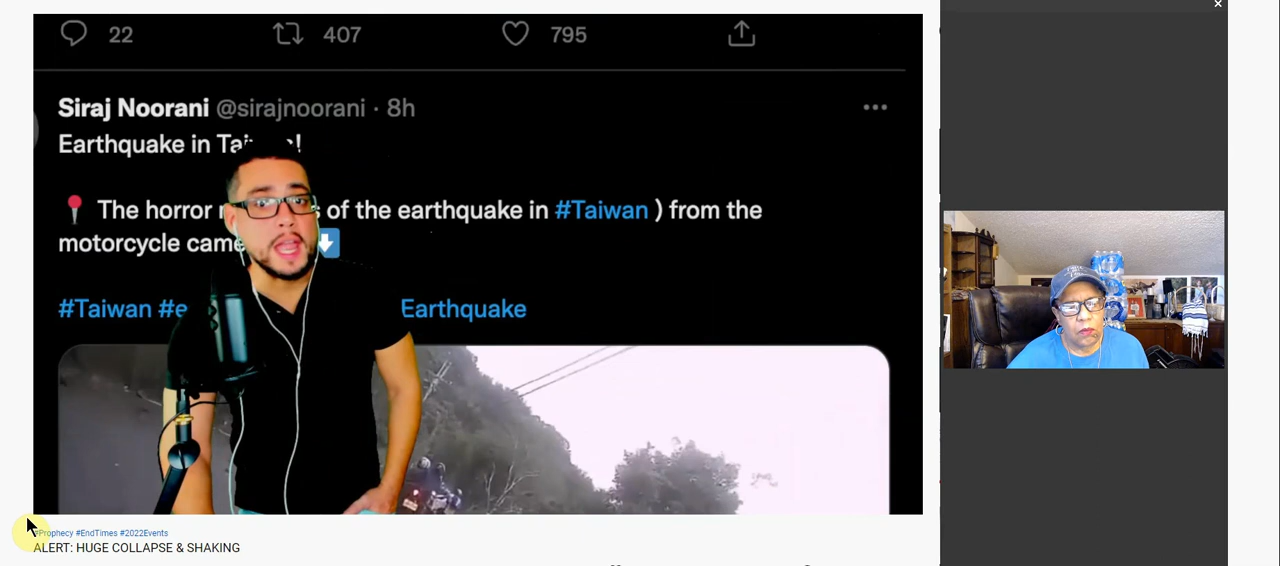 22 407 795
Siraj Noorani @sirajnoorani · 8h
Earthquake in Tai !
📍 The horror of the earthquake in #Taiwan ) from the
motorcycle came ⬇️
#Taiwan #e Earthquake
#Prophecy #EndTimes #2022Events
ALERT: HUGE COLLAPSE & SHAKING